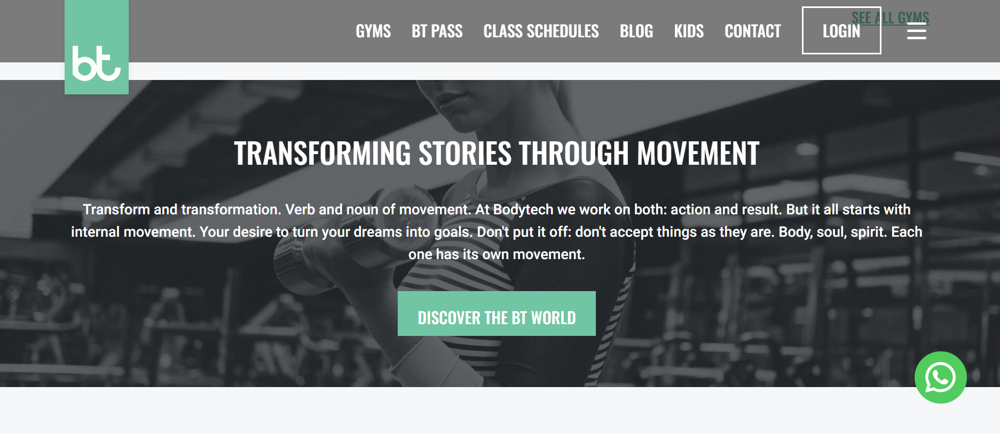 SEE ALL GYMS
GYMS BT PASS CLASS SCHEDULES BLOG KIDS CONTACT LOGIN
bt
TRANSFORMING STORIES THROUGH MOVEMENT
Transform and transformation. Verb and noun of movement. At Bodytech we work on both: action and result. But it all starts with
internal movement. Your desire to turn your dreams into goals. Don't put it off: don't accept things as they are. Body, soul, spirit. Each
one has its own movement.
DISCOVER THE BT WORLD